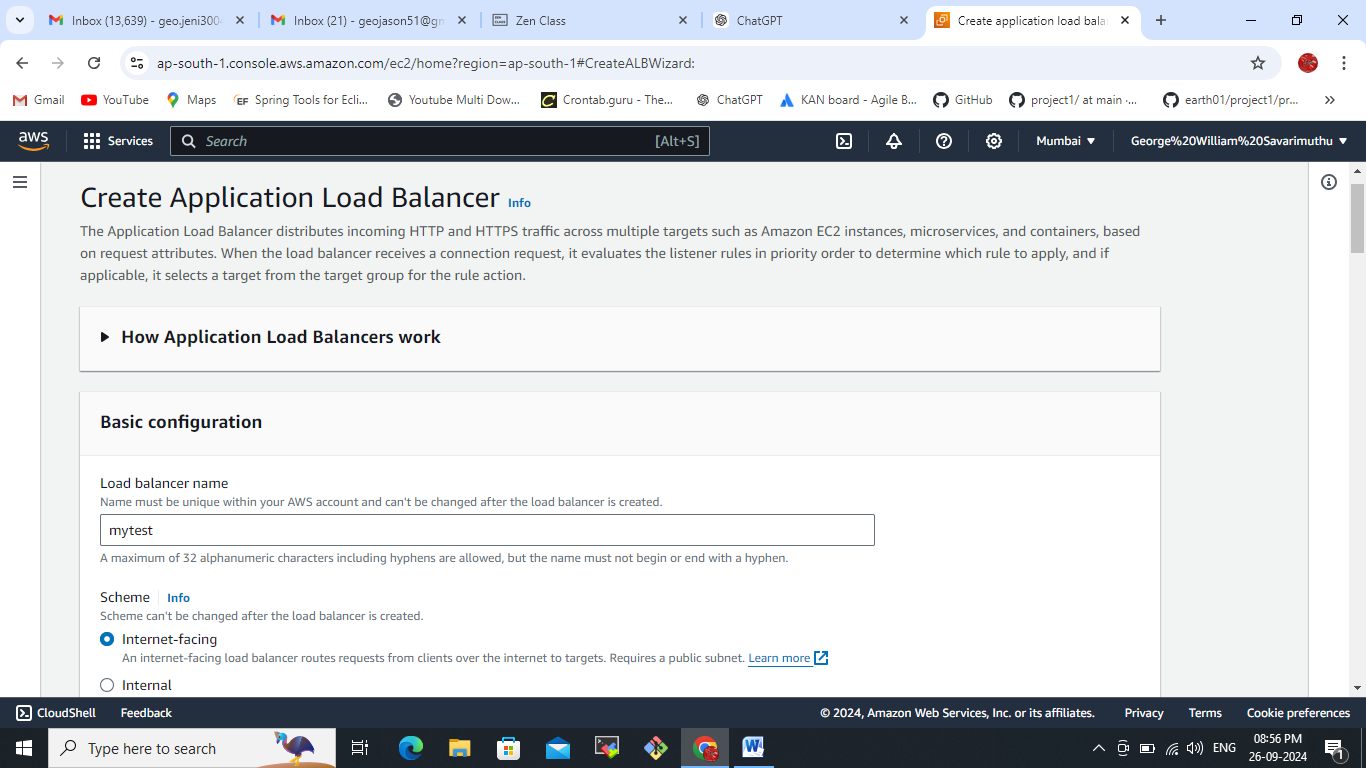 Inbox (13,639) - geo.jeni300
Inbox (21) - geojason51@gm
Zen Class
ChatGPT
Create application load bala
ap-south-1.console.aws.amazon.com/ec2/home?region=ap-south-1#CreateALBWizard:
Gmail
YouTube
Maps
Spring Tools for Ecli...
Youtube Multi Dow...
Crontab.guru - The...
ChatGPT
KAN board - Agile B...
GitHub
project1/ at main ·...
earth01/project1/pr...
aws
Services
Search
[Alt+S]
Mumbai
George%20William%20Savarimuthu
Create Application Load Balancer Info
The Application Load Balancer distributes incoming HTTP and HTTPS traffic across multiple targets such as Amazon EC2 instances, microservices, and containers, based
on request attributes. When the load balancer receives a connection request, it evaluates the listener rules in priority order to determine which rule to apply, and if
applicable, it selects a target from the target group for the rule action.
How Application Load Balancers work
Basic configuration
Load balancer name
Name must be unique within your AWS account and can't be changed after the load balancer is created.
mytest
A maximum of 32 alphanumeric characters including hyphens are allowed, but the name must not begin or end with a hyphen.
Scheme Info
Scheme can't be changed after the load balancer is created.
Internet-facing
An internet-facing load balancer routes requests from clients over the internet to targets. Requires a public subnet. Learn more
Internal
CloudShell
Feedback
© 2024, Amazon Web Services, Inc. or its affiliates.
Privacy
Terms
Cookie preferences
Type here to search
ENG
08:56 PM
26-09-2024
1